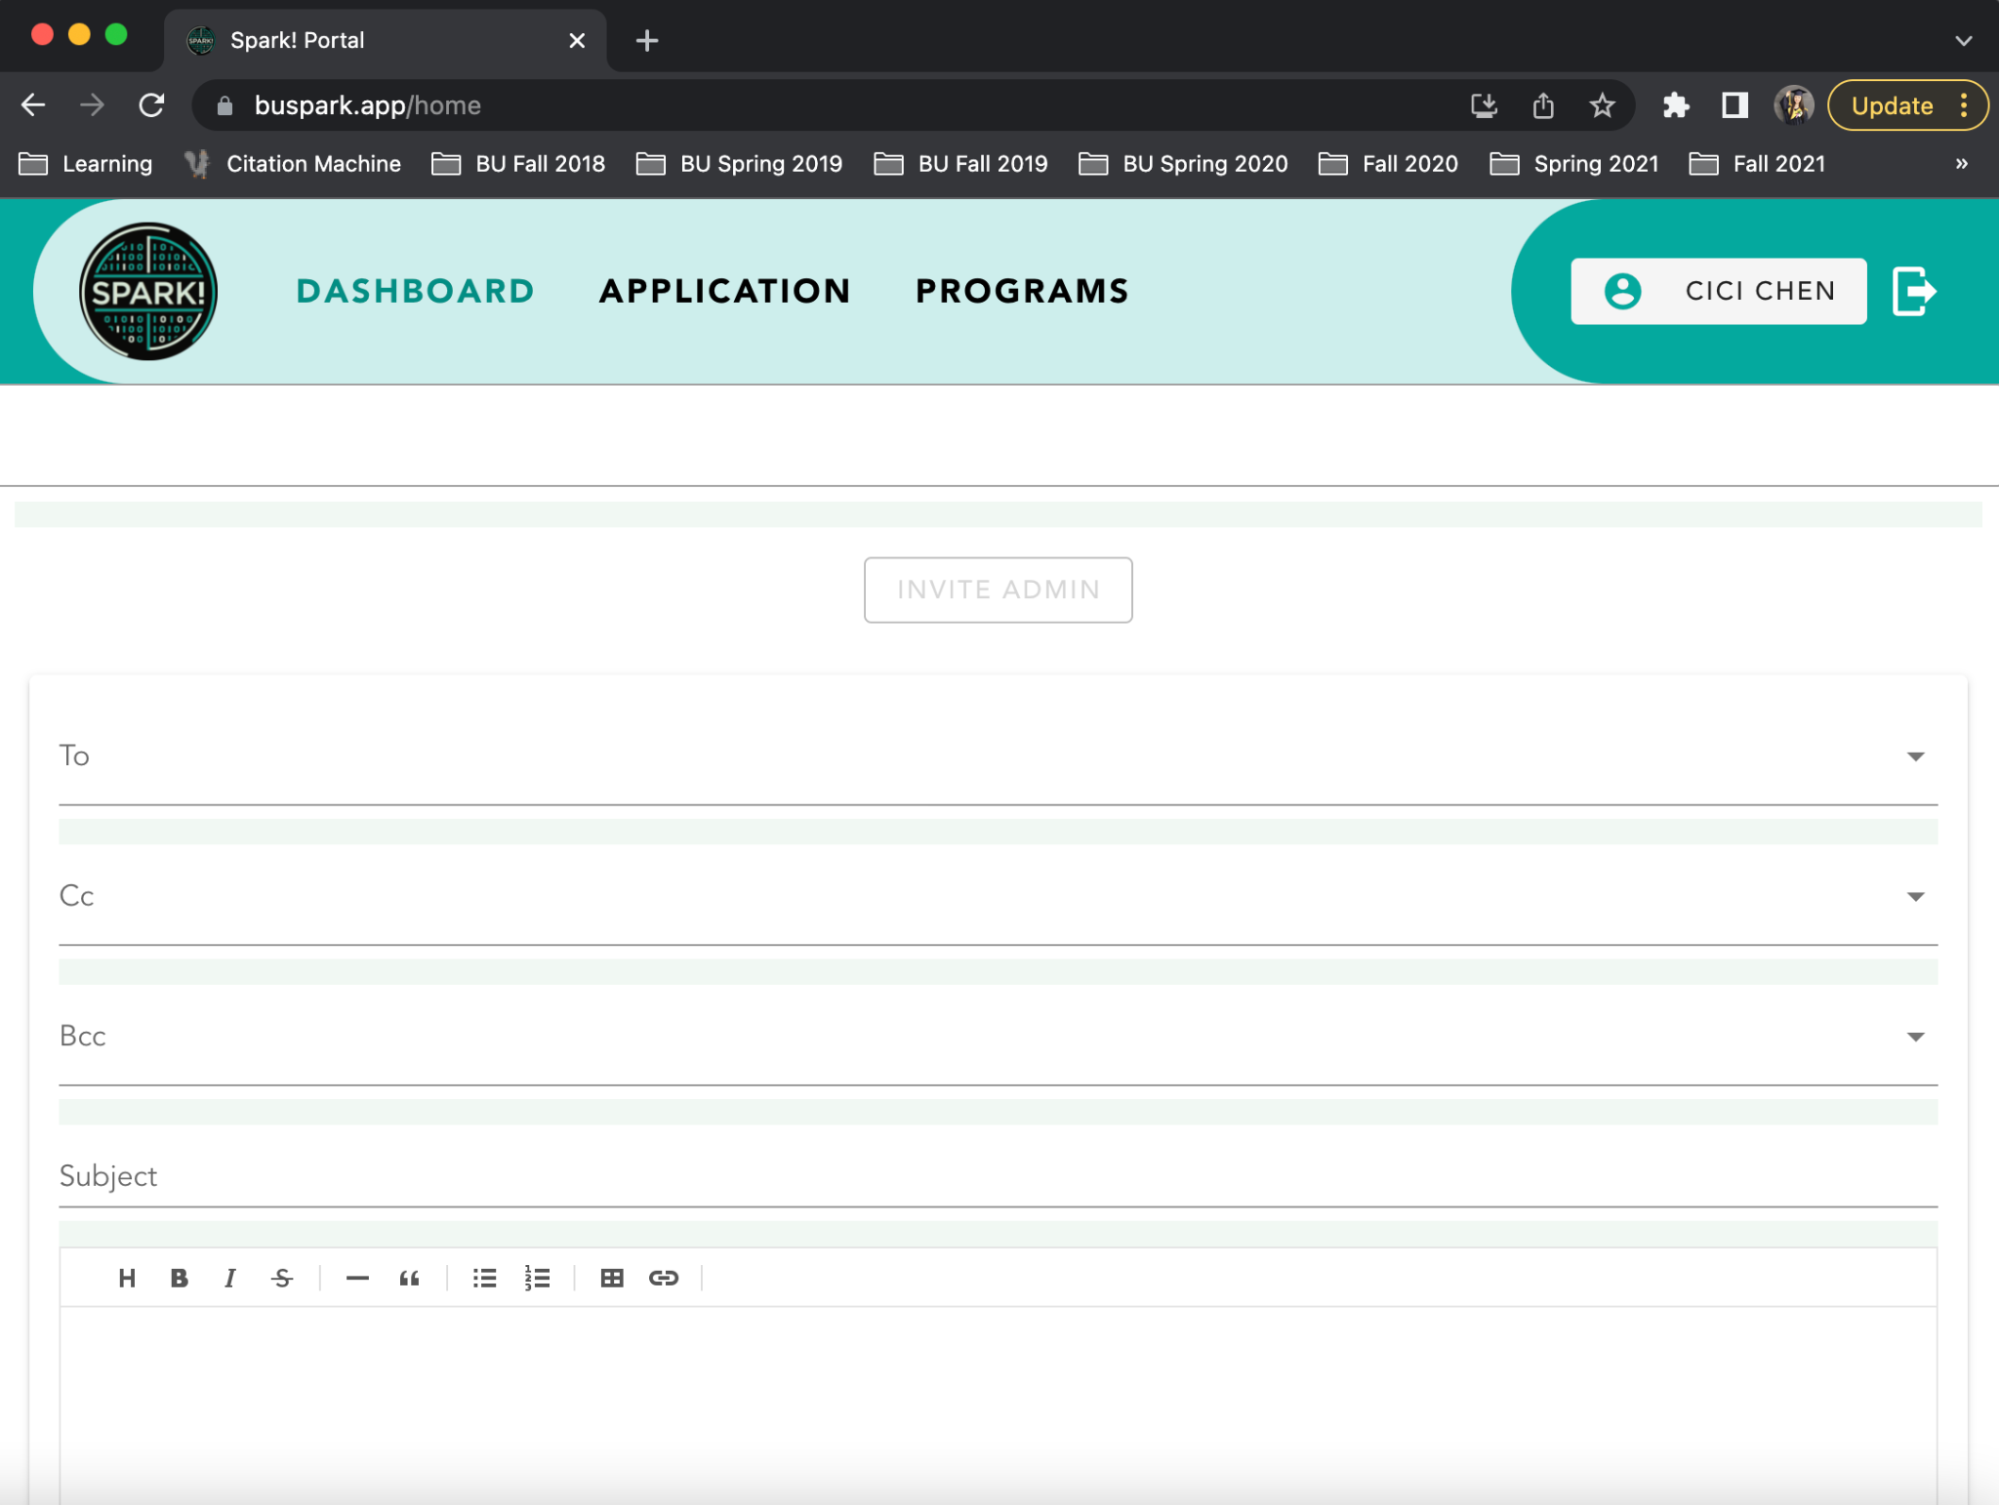 Spark! Portal
buspark.app/home
Update
Learning Citation Machine BU Fall 2018 BU Spring 2019 BU Fall 2019 BU Spring 2020 Fall 2020 Spring 2021 Fall 2021 »
SPARK!
DASHBOARD APPLICATION PROGRAMS CICI CHEN
INVITE ADMIN
To
Cc
Bcc
Subject
H B I S